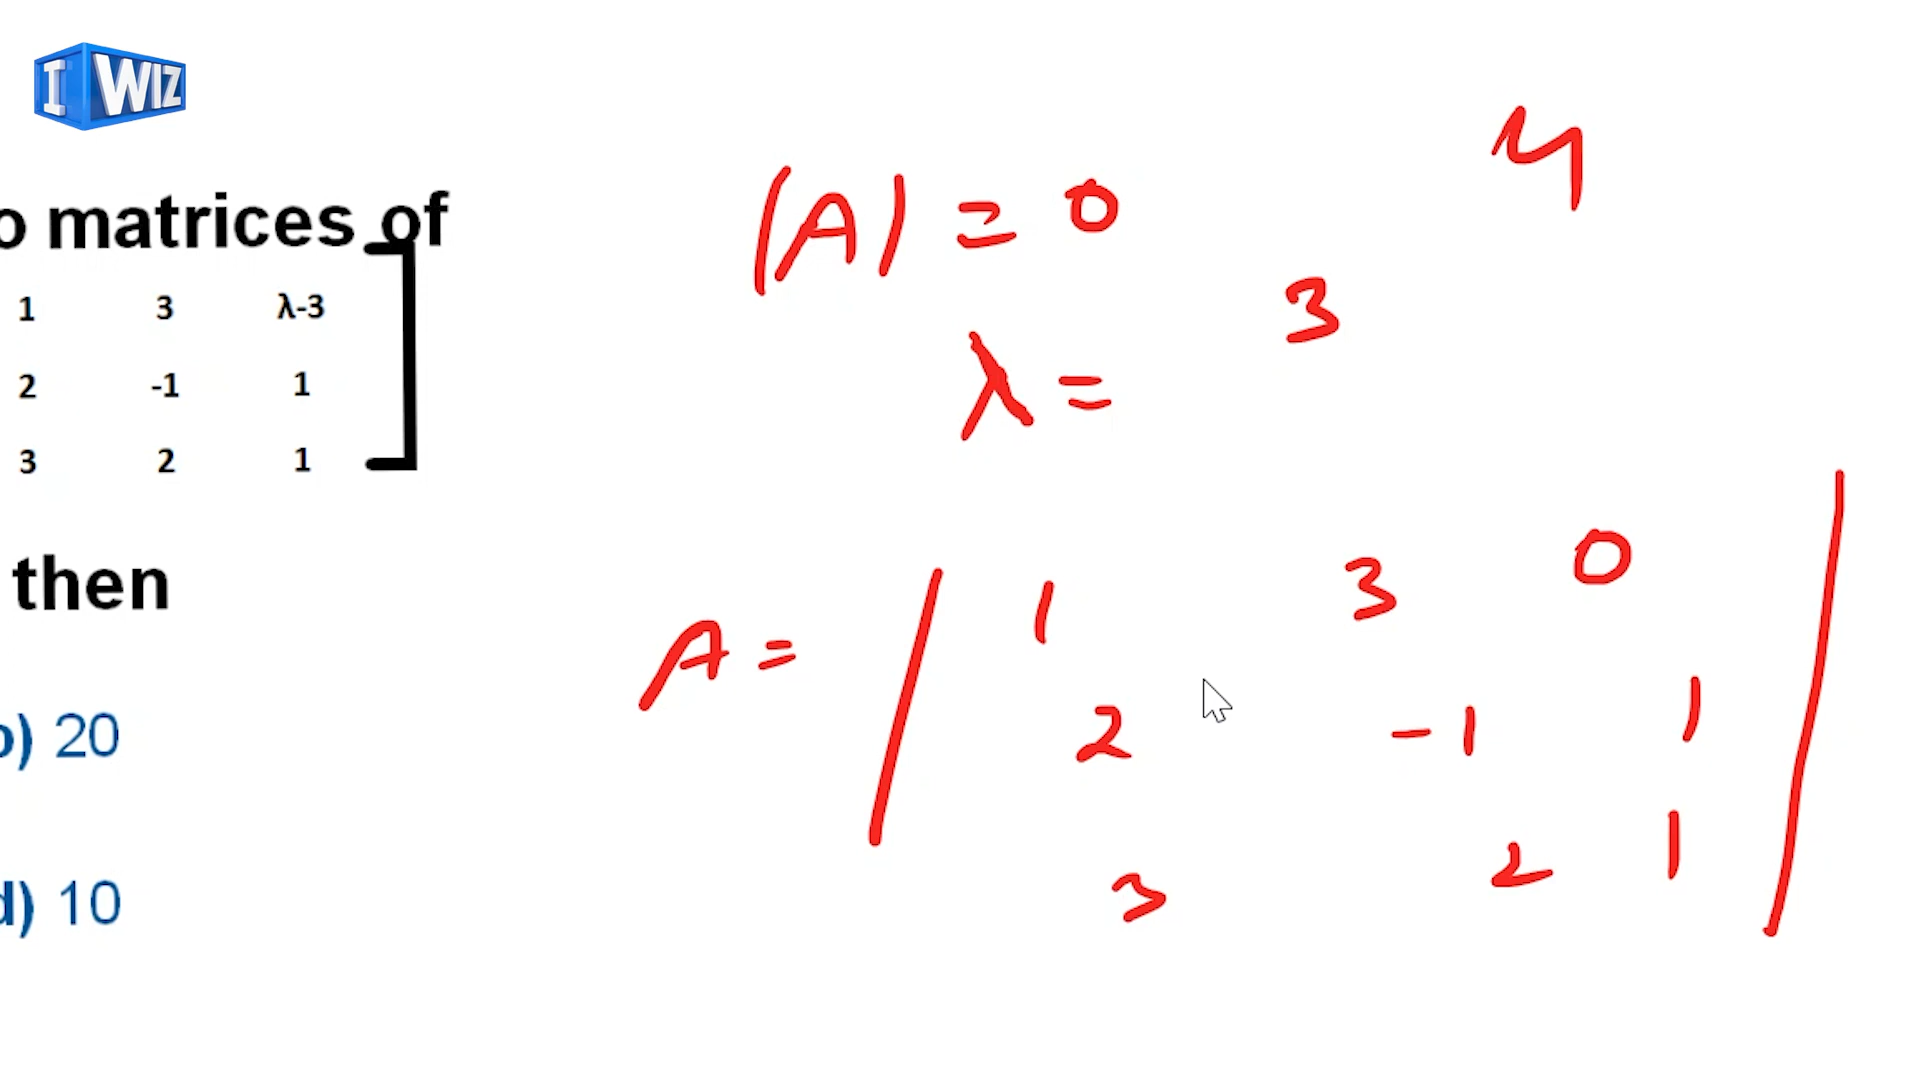 I WIZ
o matrices of
1 3 λ-3
2 -1 1
3 2 1
then
b) 20
d) 10
|A| = 0
3
λ =
A = | 1 3 0
2 -1 1
3 2 1 |